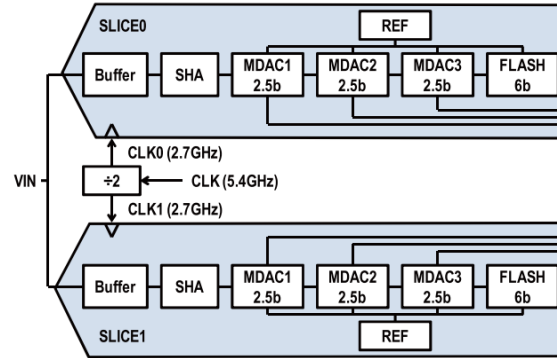 SLICE0
REF
Buffer
SHA
MDAC1
2.5b
MDAC2
2.5b
MDAC3
2.5b
FLASH
6b
CLK0 (2.7GHz)
VIN
÷2
CLK (5.4GHz)
CLK1 (2.7GHz)
Buffer
SHA
MDAC1
2.5b
MDAC2
2.5b
MDAC3
2.5b
FLASH
6b
SLICE1
REF